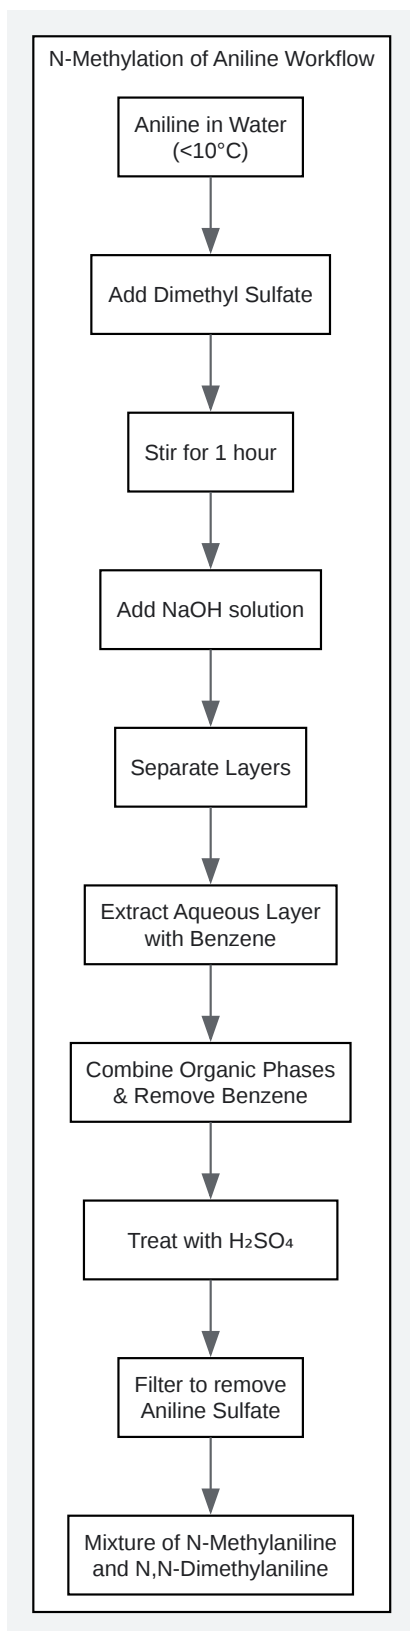 N-Methylation of Aniline Workflow
Aniline in Water
(<10°C)
Add Dimethyl Sulfate
Stir for 1 hour
Add NaOH solution
Separate Layers
Extract Aqueous Layer
with Benzene
Combine Organic Phases
& Remove Benzene
Treat with H₂SO₄
Filter to remove
Aniline Sulfate
Mixture of N-Methylaniline
and N,N-Dimethylaniline